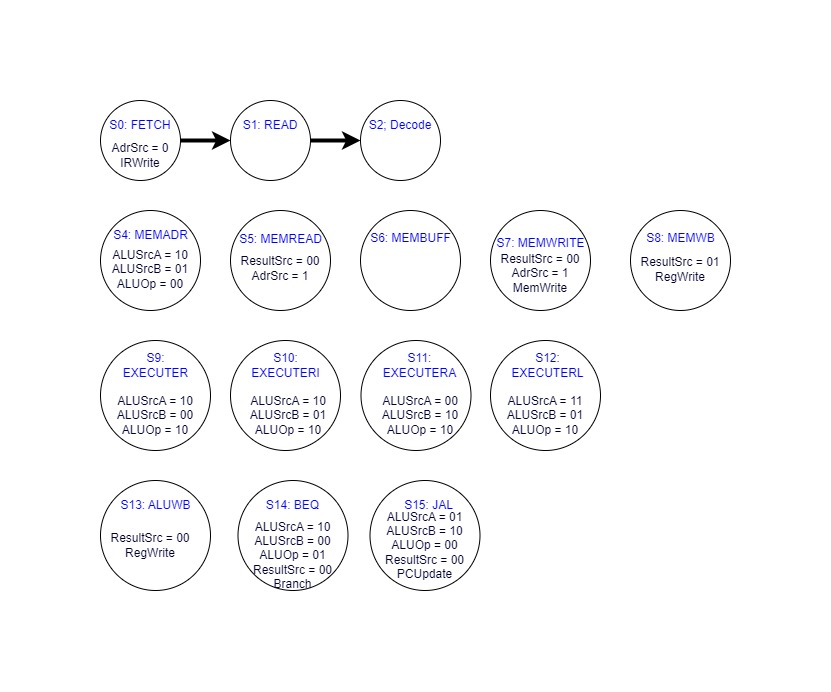 S0: FETCH
AdrSrc = 0
IRWrite
S1: READ
S2; Decode
S4: MEMADR
ALUSrcA = 10
ALUSrcB = 01
ALUOp = 00
S5: MEMREAD
ResultSrc = 00
AdrSrc = 1
S6: MEMBUFF
S7: MEMWRITE
ResultSrc = 00
AdrSrc = 1
MemWrite
S8: MEMWB
ResultSrc = 01
RegWrite
S9:
EXECUTER
ALUSrcA = 10
ALUSrcB = 00
ALUOp = 10
S10:
EXECUTERI
ALUSrcA = 10
ALUSrcB = 01
ALUOp = 10
S11:
EXECUTERA
ALUSrcA = 00
ALUSrcB = 10
ALUOp = 10
S12:
EXECUTERL
ALUSrcA = 11
ALUSrcB = 01
ALUOp = 10
S13: ALUWB
ResultSrc = 00
RegWrite
S14: BEQ
ALUSrcA = 10
ALUSrcB = 00
ALUOp = 01
ResultSrc = 00
Branch
S15: JAL
ALUSrcA = 01
ALUSrcB = 10
ALUOp = 00
ResultSrc = 00
PCUpdate